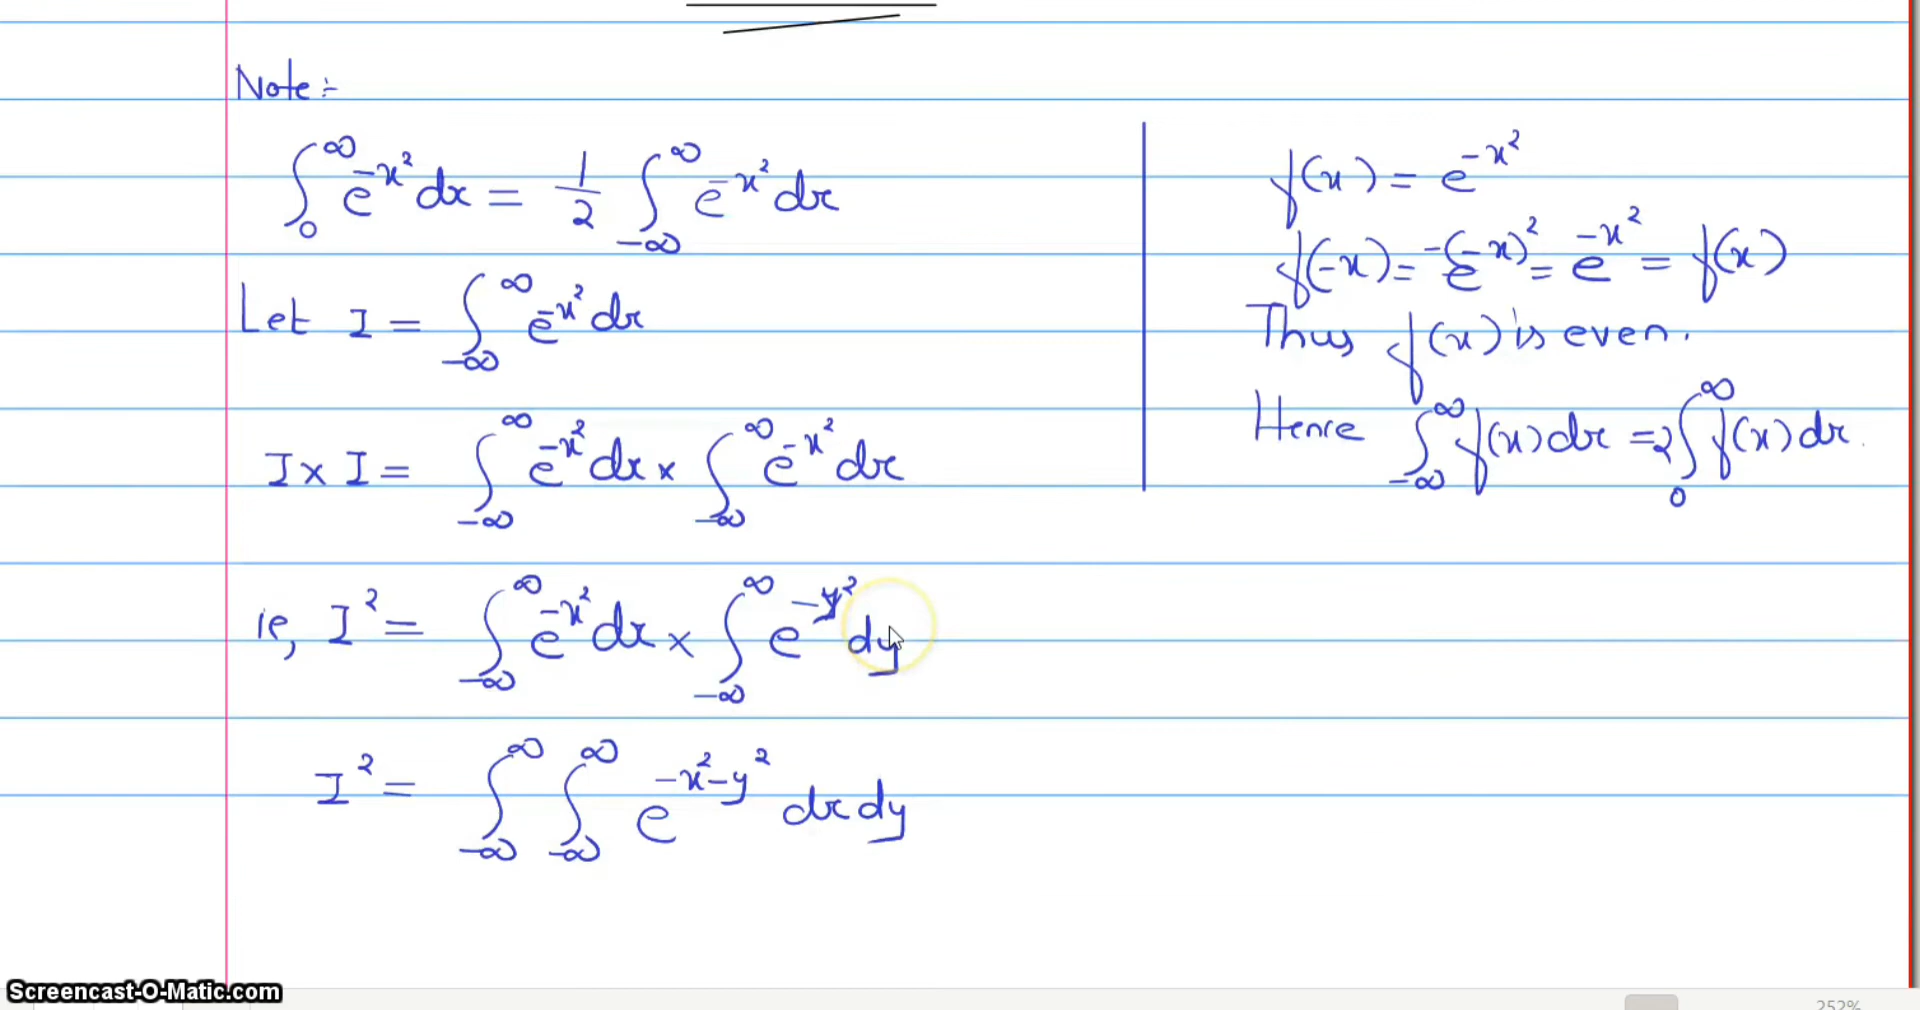 Note :-
∫₀^∞ e^{-x²} dx = 1/2 ∫_{-∞}^∞ e^{-x²} dx
Let I = ∫_{-∞}^∞ e^{-x²} dx
I x I = ∫_{-∞}^∞ e^{-x²} dx x ∫_{-∞}^∞ e^{-x²} dx
ie, I² = ∫_{-∞}^∞ e^{-x²} dx x ∫_{-∞}^∞ e^{-y²} dy
I² = ∫_{-∞}^∞ ∫_{-∞}^∞ e^{-x²-y²} dx dy
f(x) = e^{-x²}
f(-x) = e^{-(-x)²} = e^{-x²} = f(x)
Thus f(x) is even.
Hence ∫_{-∞}^∞ f(x) dx = 2 ∫₀^∞ f(x) dx.
Screencast-O-Matic.com
252%